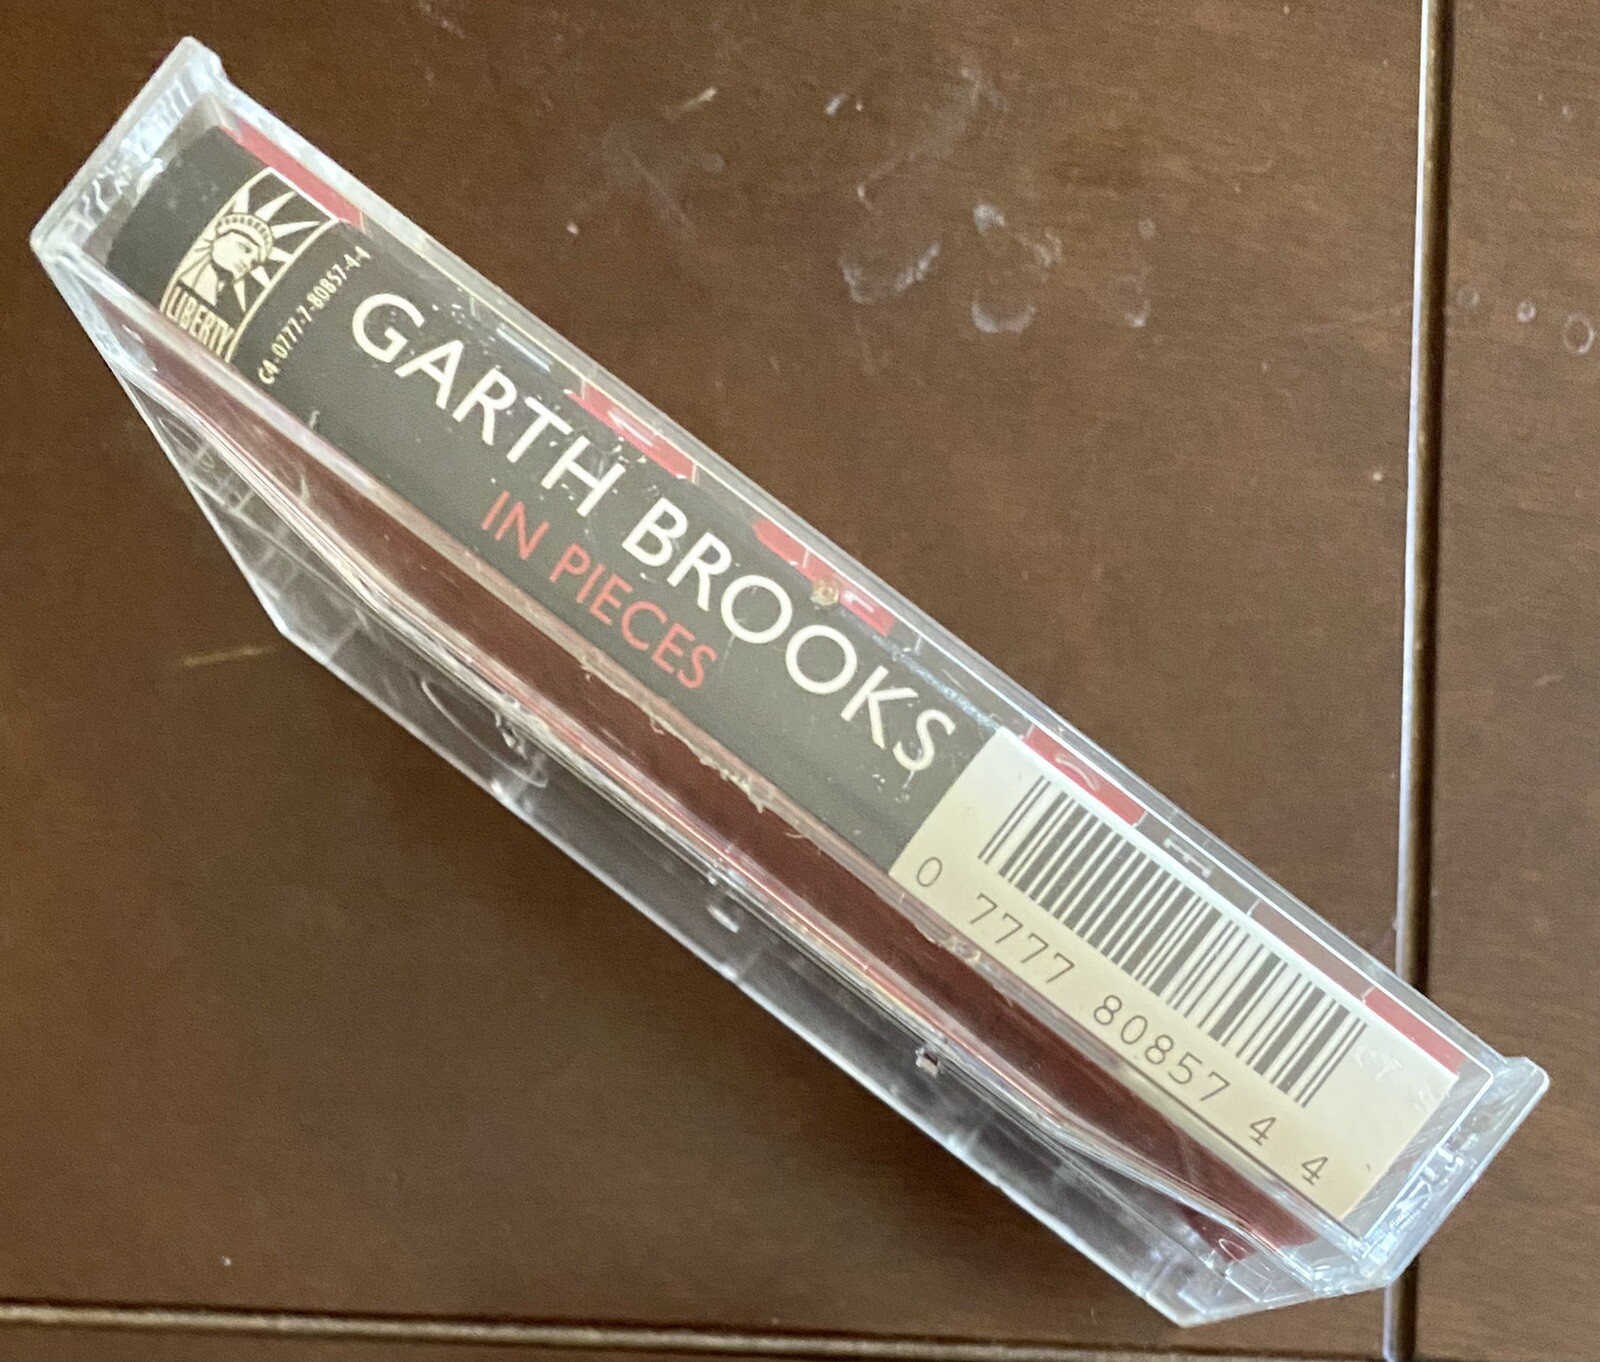 LIBERTY
C4-0777-7-80857-4-4
GARTH BROOKS
IN PIECES
0 7777 80857 4 4